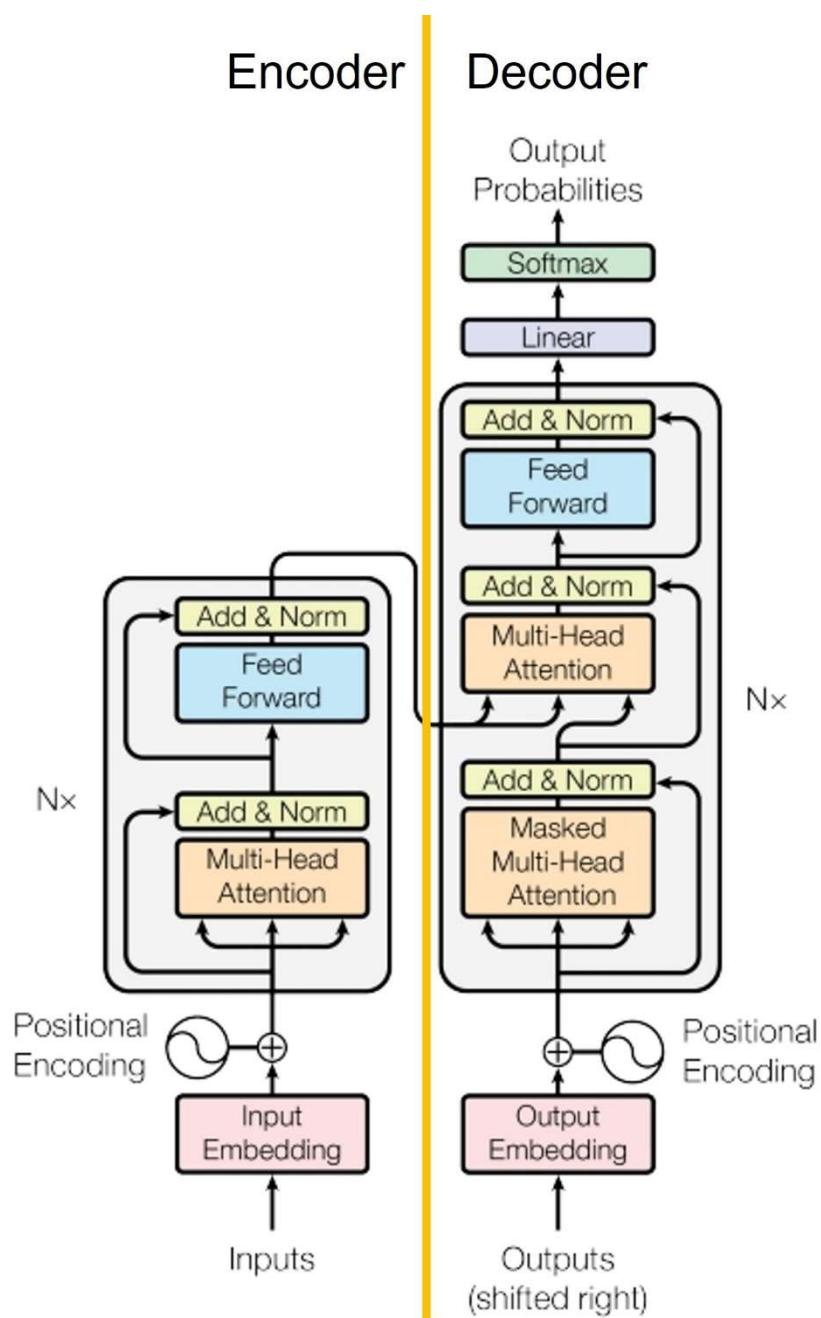 Encoder
Decoder
Output
Probabilities
Softmax
Linear
Add & Norm
Feed
Forward
Add & Norm
Multi-Head
Attention
Add & Norm
Masked
Multi-Head
Attention
N×
Add & Norm
Feed
Forward
Add & Norm
Multi-Head
Attention
N×
Positional
Encoding
Input
Embedding
Inputs
Positional
Encoding
Output
Embedding
Outputs
(shifted right)